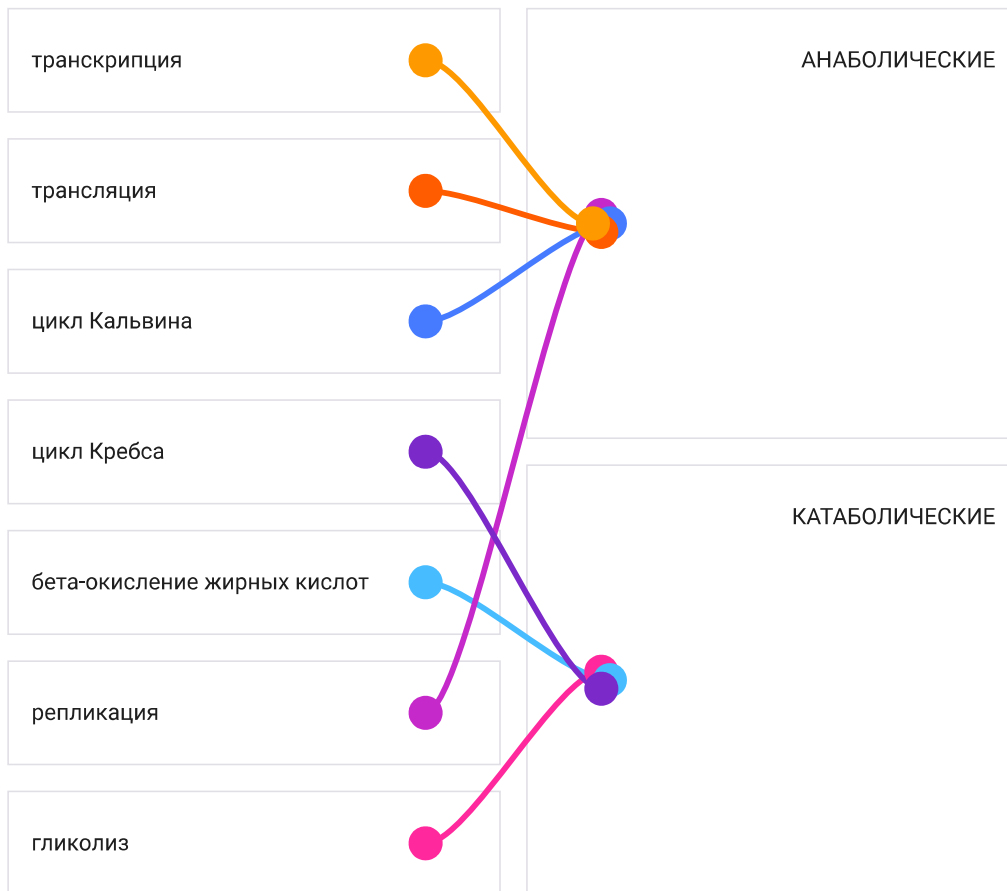 транскрипция
АНАБОЛИЧЕСКИЕ
трансляция
цикл Кальвина
цикл Кребса
КАТАБОЛИЧЕСКИЕ
бета-окисление жирных кислот
репликация
гликолиз